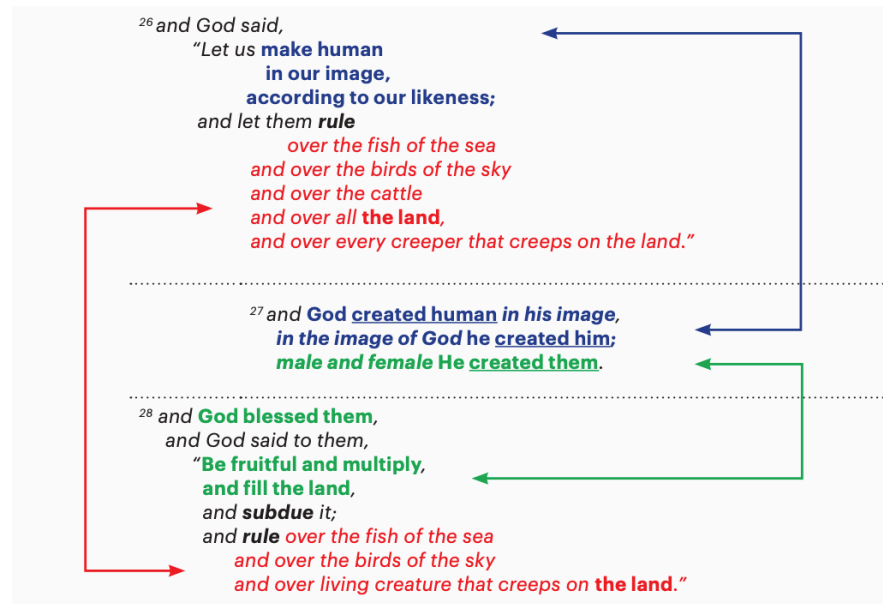 26 and God said,
“Let us make human
in our image,
according to our likeness;
and let them rule
over the fish of the sea
and over the birds of the sky
and over the cattle
and over all the land,
and over every creeper that creeps on the land.”
27 and God created human in his image,
in the image of God he created him;
male and female He created them.
28 and God blessed them,
and God said to them,
“Be fruitful and multiply,
and fill the land,
and subdue it;
and rule over the fish of the sea
and over the birds of the sky
and over living creature that creeps on the land.”